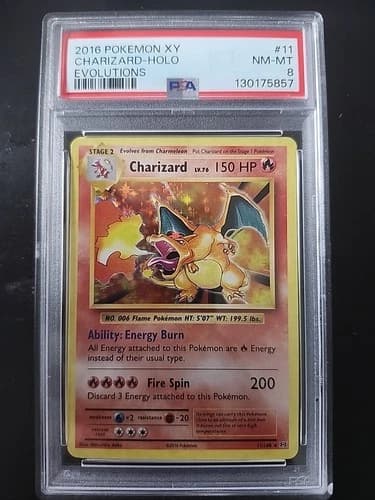 2016 POKEMON XY #11
CHARIZARD-HOLO NM-MT
EVOLUTIONS PSA 8
130175857
STAGE 2 Evolves from Charmeleon Put Charizard on the Stage 1 Pokémon
Charizard LV.76 150 HP
NO. 006 Flame Pokémon HT: 5'07" WT: 199.5 lbs.
Ability: Energy Burn
All Energy attached to this Pokémon are Energy
instead of their usual type.
Fire Spin 200
Discard 3 Energy attached to this Pokémon.
weakness ×2 resistance -20
retreat cost
©2016 Pokémon
11/108